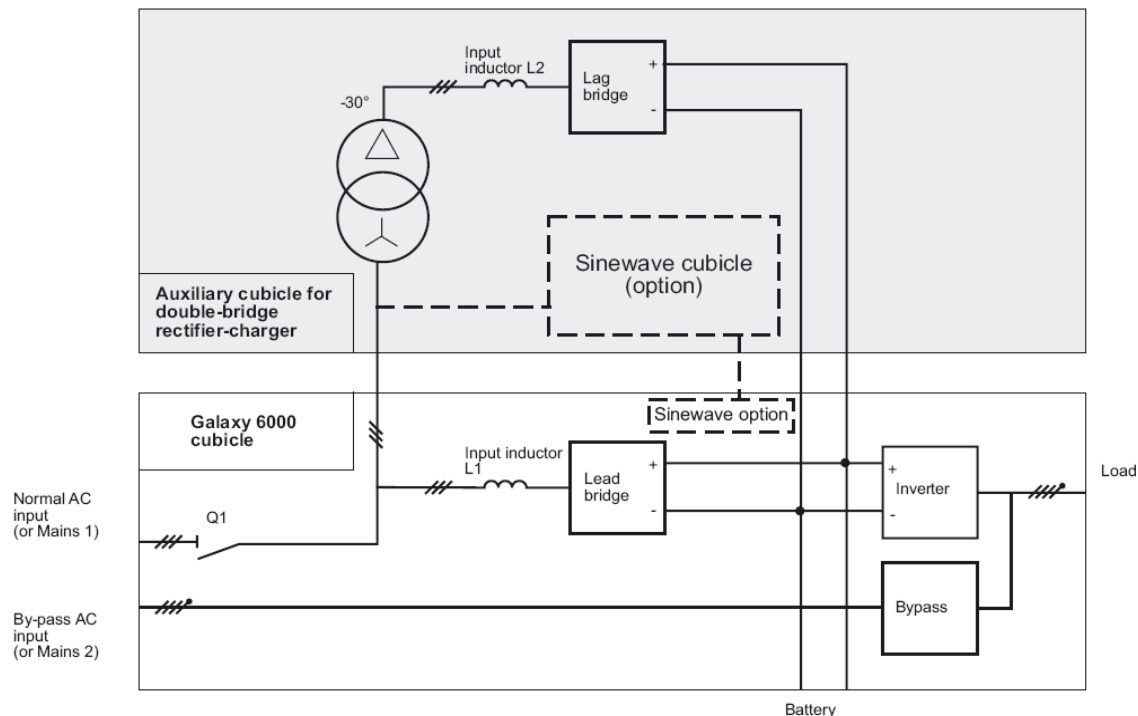 Input
inductor L2
Lag
bridge
+
-
-30°
Sinewave cubicle
(option)
Auxiliary cubicle for
double-bridge
rectifier-charger
Galaxy 6000
cubicle
Sinewave option
Input inductor
L1
Lead
bridge
+
-
+
Inverter
-
Load
Normal AC
input
(or Mains 1)
Q1
Bypass
By-pass AC
input
(or Mains 2)
Battery